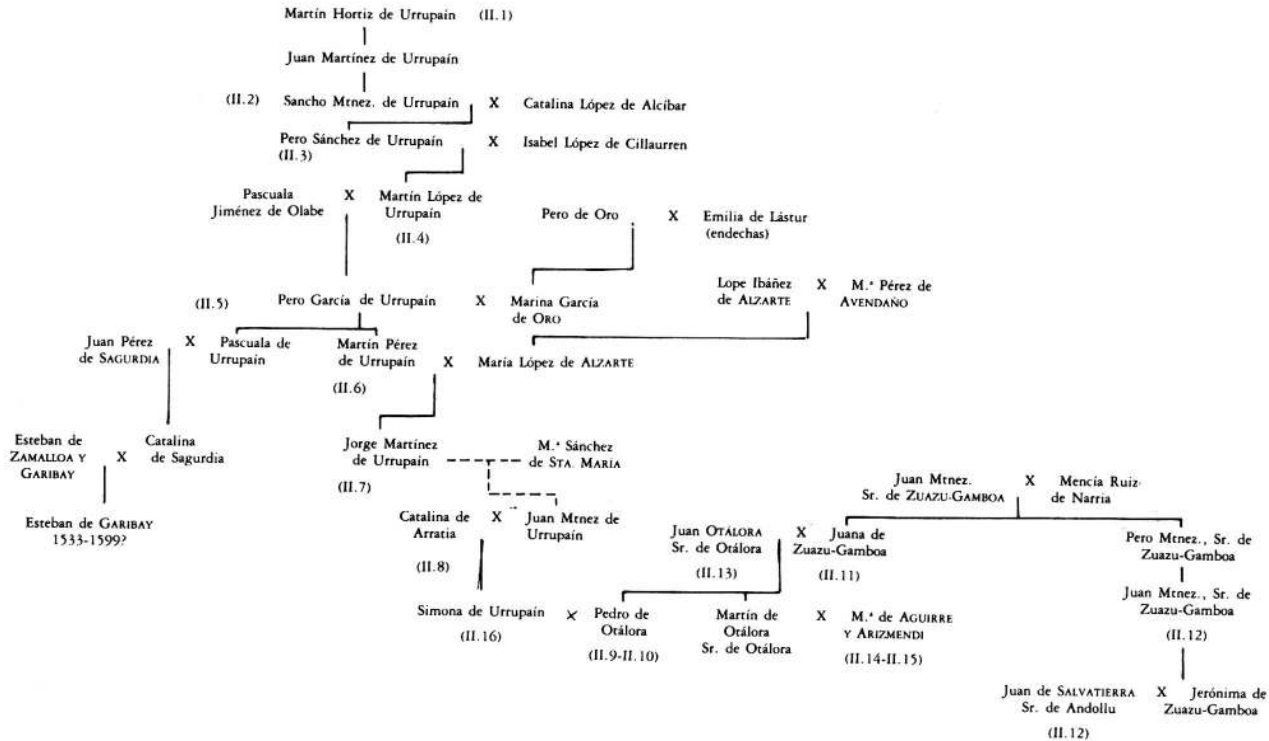 Martín Hortiz de Urrupaín (II.1)
Juan Martínez de Urrupaín
(II.2) Sancho Mtnez. de Urrupaín X Catalina López de Alcíbar
Pero Sánchez de Urrupaín X Isabel López de Cillaurren
(II.3)
Pascuala X Martín López de
Jiménez de Olabe Urrupaín
(II.4)
Pero de Oro X Emilia de Lástur
(endechas)
Lope Ibáñez X M.ª Pérez de
de ALZARTE AVENDAÑO
(II.5) Pero García de Urrupaín X Marina García
de ORO
Juan Pérez X Pascuala de Martín Pérez
de SAGURDIA Urrupaín de Urrupaín X María López de ALZARTE
(II.6)
Esteban de Catalina
ZAMALLOA Y X de Sagurdia
GARIBAY
Jorge Martínez M.ª Sánchez
de Urrupaín de STA. MARÍA
(II.7)
Juan Mtnez. X Mencía Ruiz
Sr. de ZUAZU-GAMBOA de Narria
Esteban de GARIBAY
1533-1599?
Catalina de X Juan Mtnez de
Arratia Urrupaín
(II.8)
Juan OTÁLORA X Juana de
Sr. de Otálora Zuazu-Gamboa
(II.13) (II.11)
Pero Mtnez., Sr. de
Zuazu-Gamboa
Juan Mtnez., Sr. de
Zuazu-Gamboa
(II.12)
Simona de Urrupaín X Pedro de
Otálora
(II.16) (II.9-II.10)
Martín de X M.ª de AGUIRRE
Otálora Y ARIZMENDI
Sr. de Otálora (II.14-II.15)
Juan de SALVATIERRA X Jerónima de
Sr. de Andollu Zuazu-Gamboa
(II.12)